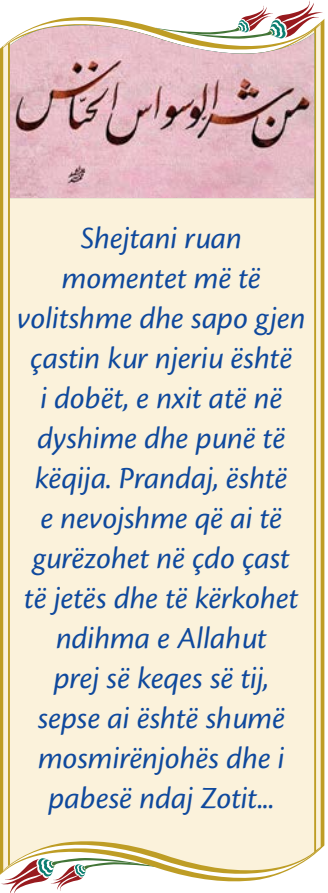 من شر الوسواس الخناس
Shejtani ruan
momentet më të
volitshme dhe sapo gjen
çastin kur njeriu është
i dobët, e nxit atë në
dyshime dhe punë të
këqija. Prandaj, është
e nevojshme që ai të
gurëzohet në çdo çast
të jetës dhe të kërkohet
ndihma e Allahut
prej së keqes së tij,
sepse ai është shumë
mosmirënjohës dhe i
pabesë ndaj Zotit...